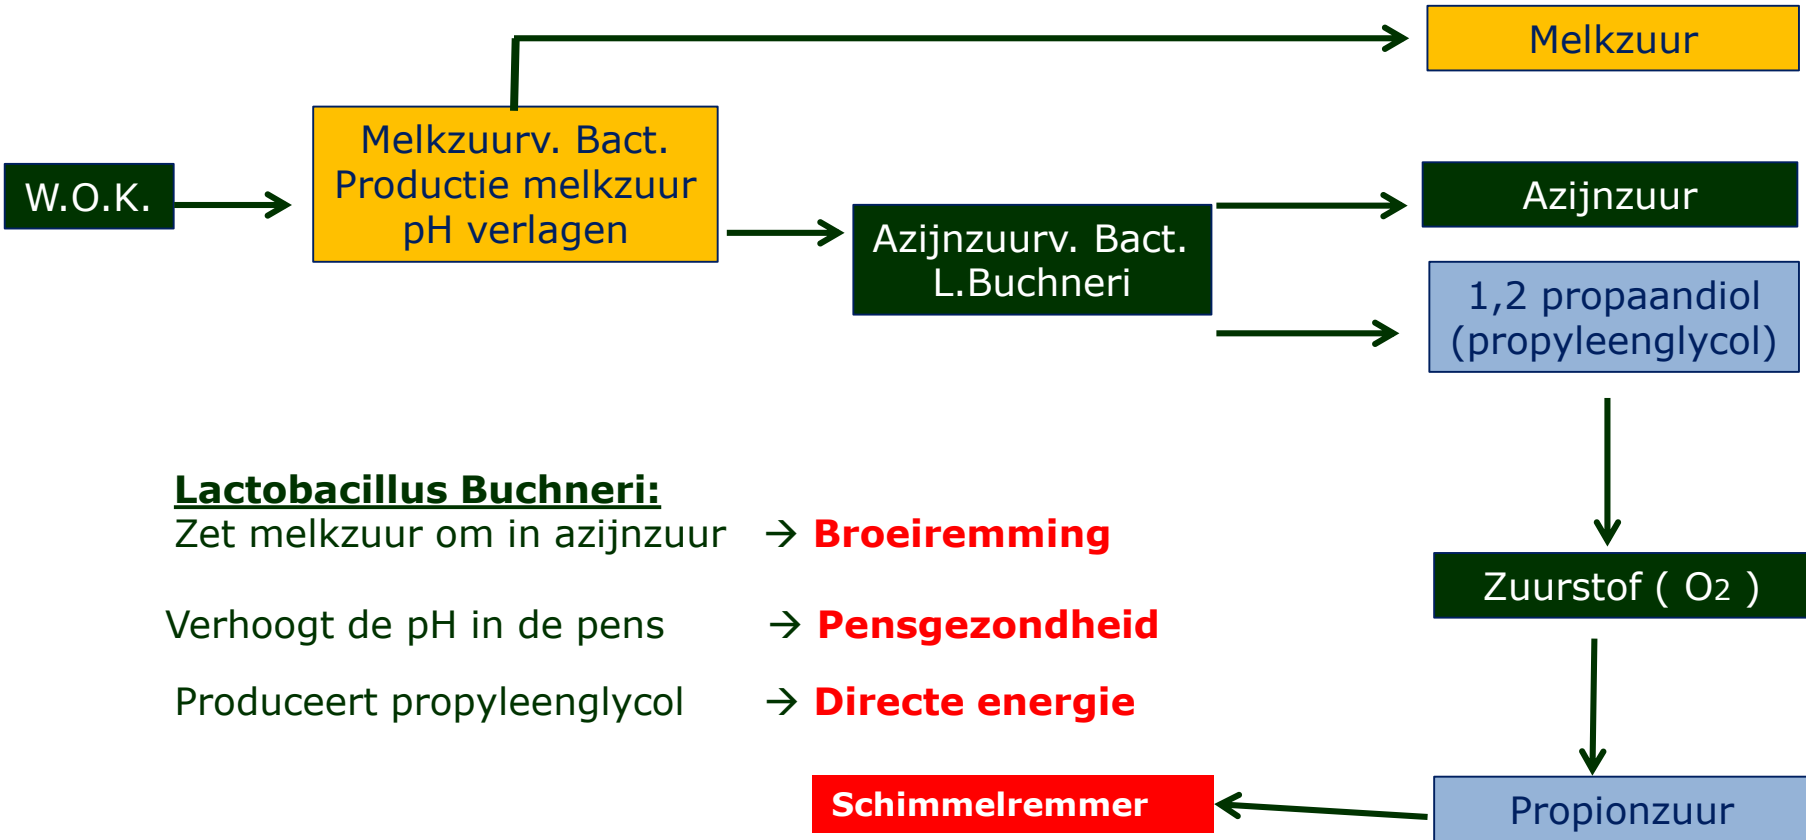 Melkzuur
W.O.K.
Melkzuurv. Bact.
Productie melkzuur
pH verlagen
Azijnzuurv. Bact.
L.Buchneri
Azijnzuur
1,2 propaandiol
(propyleenglycol)
Lactobacillus Buchneri:
Zet melkzuur om in azijnzuur → Broeiremming
Verhoogt de pH in de pens → Pensgezondheid
Produceert propyleenglycol → Directe energie
Zuurstof ( O2 )
Schimmelremmer
Propionzuur